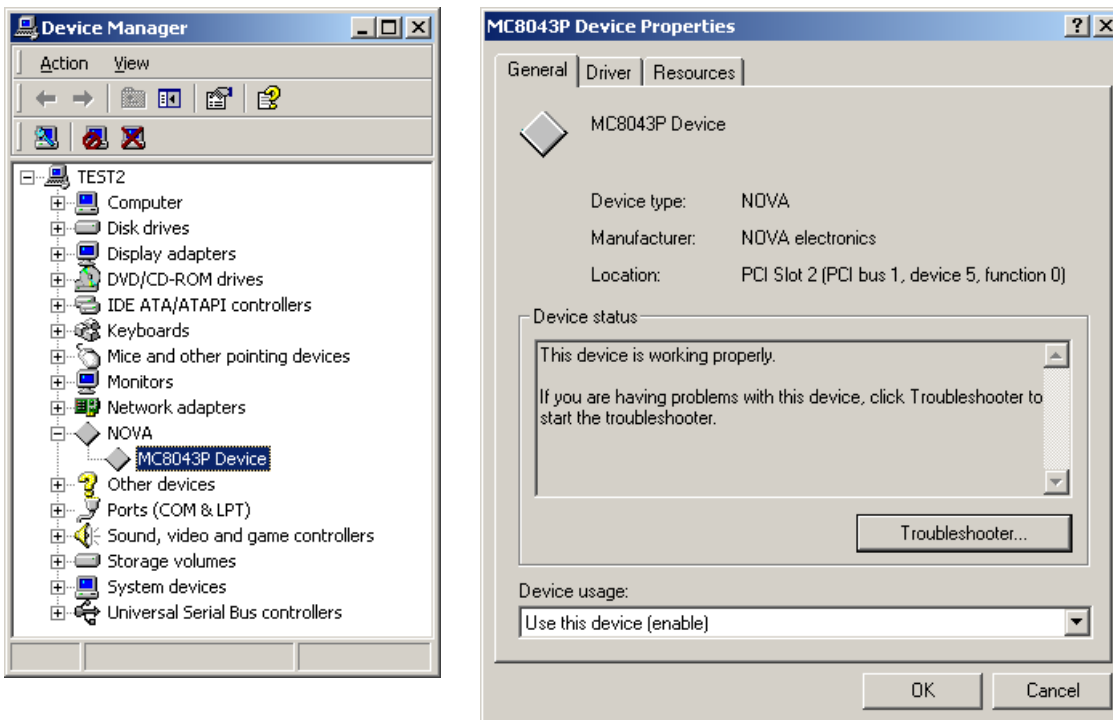 Device Manager
Action View
TEST2
Computer
Disk drives
Display adapters
DVD/CD-ROM drives
IDE ATA/ATAPI controllers
Keyboards
Mice and other pointing devices
Monitors
Network adapters
NOVA
MC8043P Device
Other devices
Ports (COM & LPT)
Sound, video and game controllers
Storage volumes
System devices
Universal Serial Bus controllers
MC8043P Device Properties
General Driver Resources
MC8043P Device
Device type: NOVA
Manufacturer: NOVA electronics
Location: PCI Slot 2 (PCI bus 1, device 5, function 0)
Device status
This device is working properly.
If you are having problems with this device, click Troubleshooter to
start the troubleshooter.
Troubleshooter...
Device usage:
Use this device (enable)
OK Cancel